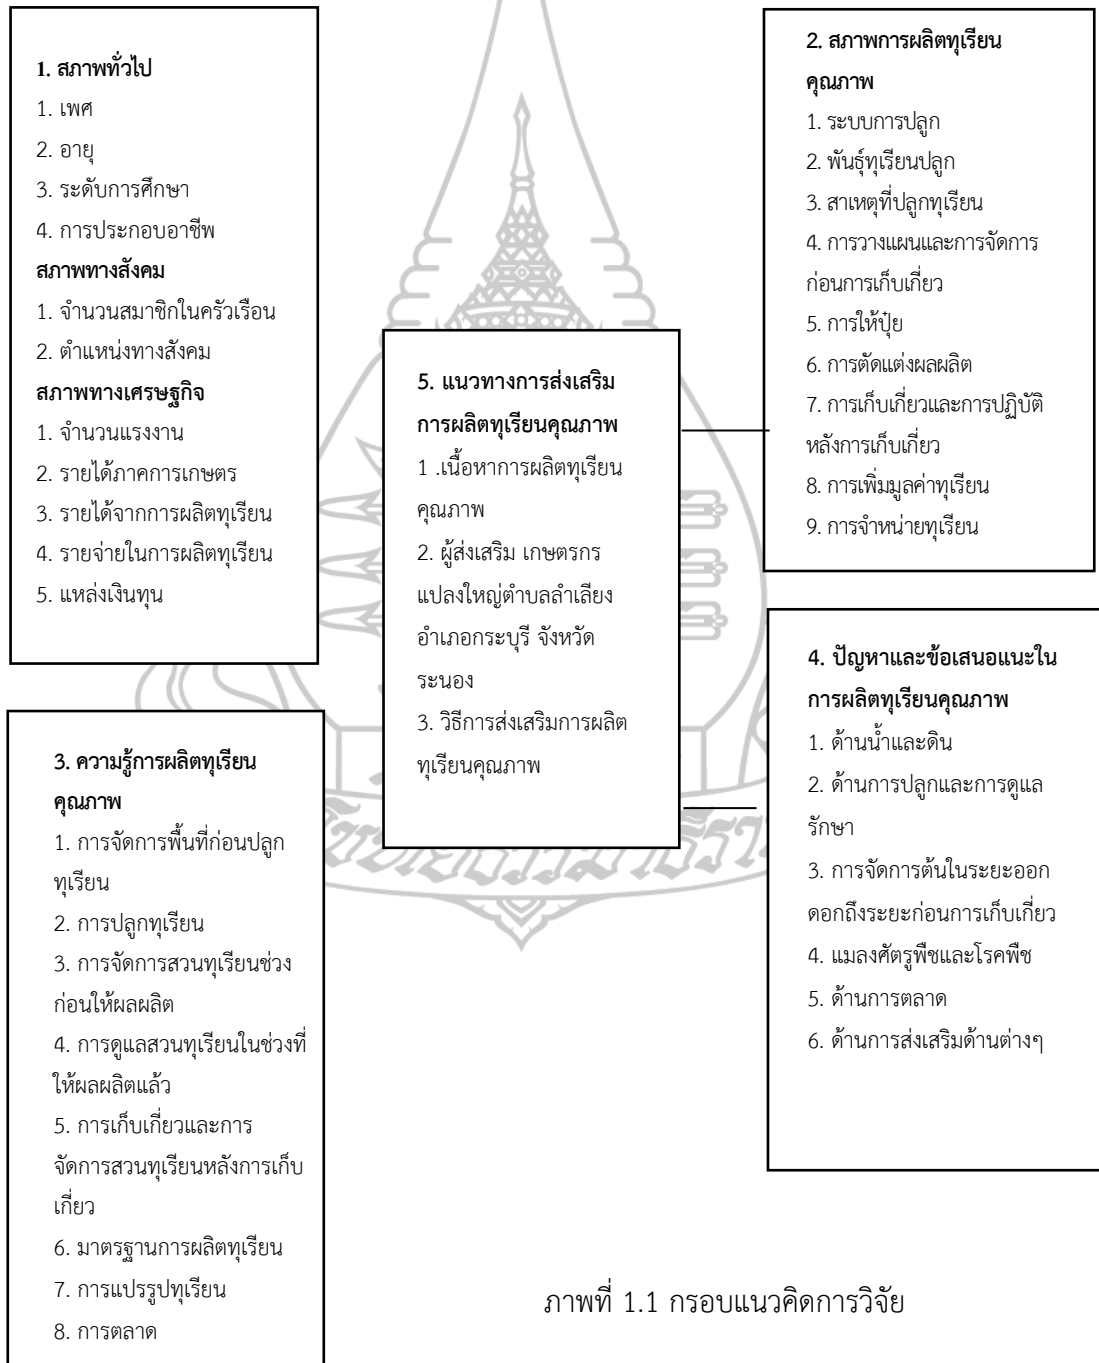 1. สภาพทั่วไป
1. เพศ
2. อายุ
3. ระดับการศึกษา
4. การประกอบอาชีพ
สภาพทางสังคม
1. จำนวนสมาชิกในครัวเรือน
2. ตำแหน่งทางสังคม
สภาพทางเศรษฐกิจ
1. จำนวนแรงงาน
2. รายได้ภาคการเกษตร
3. รายได้จากการผลิตทุเรียน
4. รายจ่ายในการผลิตทุเรียน
5. แหล่งเงินทุน
2. สภาพการผลิตทุเรียน
คุณภาพ
1. ระบบการปลูก
2. พันธุ์ทุเรียนปลูก
3. สาเหตุที่ปลูกทุเรียน
4. การวางแผนและการจัดการ
ก่อนการเก็บเกี่ยว
5. การให้ปุ๋ย
6. การตัดแต่งผลผลิต
7. การเก็บเกี่ยวและการปฏิบัติ
หลังการเก็บเกี่ยว
8. การเพิ่มมูลค่าทุเรียน
9. การจำหน่ายทุเรียน
3. ความรู้การผลิตทุเรียน
คุณภาพ
1. การจัดการพื้นที่ก่อนปลูก
ทุเรียน
2. การปลูกทุเรียน
3. การจัดการสวนทุเรียนช่วง
ก่อนให้ผลผลิต
4. การดูแลสวนทุเรียนในช่วงที่
ให้ผลผลิตแล้ว
5. การเก็บเกี่ยวและการ
จัดการสวนทุเรียนหลังการเก็บ
เกี่ยว
6. มาตรฐานการผลิตทุเรียน
7. การแปรรูปทุเรียน
8. การตลาด
4. ปัญหาและข้อเสนอแนะใน
การผลิตทุเรียนคุณภาพ
1. ด้านน้ำและดิน
2. ด้านการปลูกและการดูแล
รักษา
3. การจัดการต้นในระยะออก
ดอกถึงระยะก่อนการเก็บเกี่ยว
4. แมลงศัตรูพืชและโรคพืช
5. ด้านการตลาด
6. ด้านการส่งเสริมด้านต่างๆ
5. แนวทางการส่งเสริม
การผลิตทุเรียนคุณภาพ
1 .เนื้อหาการผลิตทุเรียน
คุณภาพ
2. ผู้ส่งเสริม เกษตรกร
แปลงใหญ่ตำบลลำเลียง
อำเภอกระบุรี จังหวัด
ระนอง
3. วิธีการส่งเสริมการผลิต
ทุเรียนคุณภาพ
ภาพที่ 1.1 กรอบแนวคิดการวิจัย